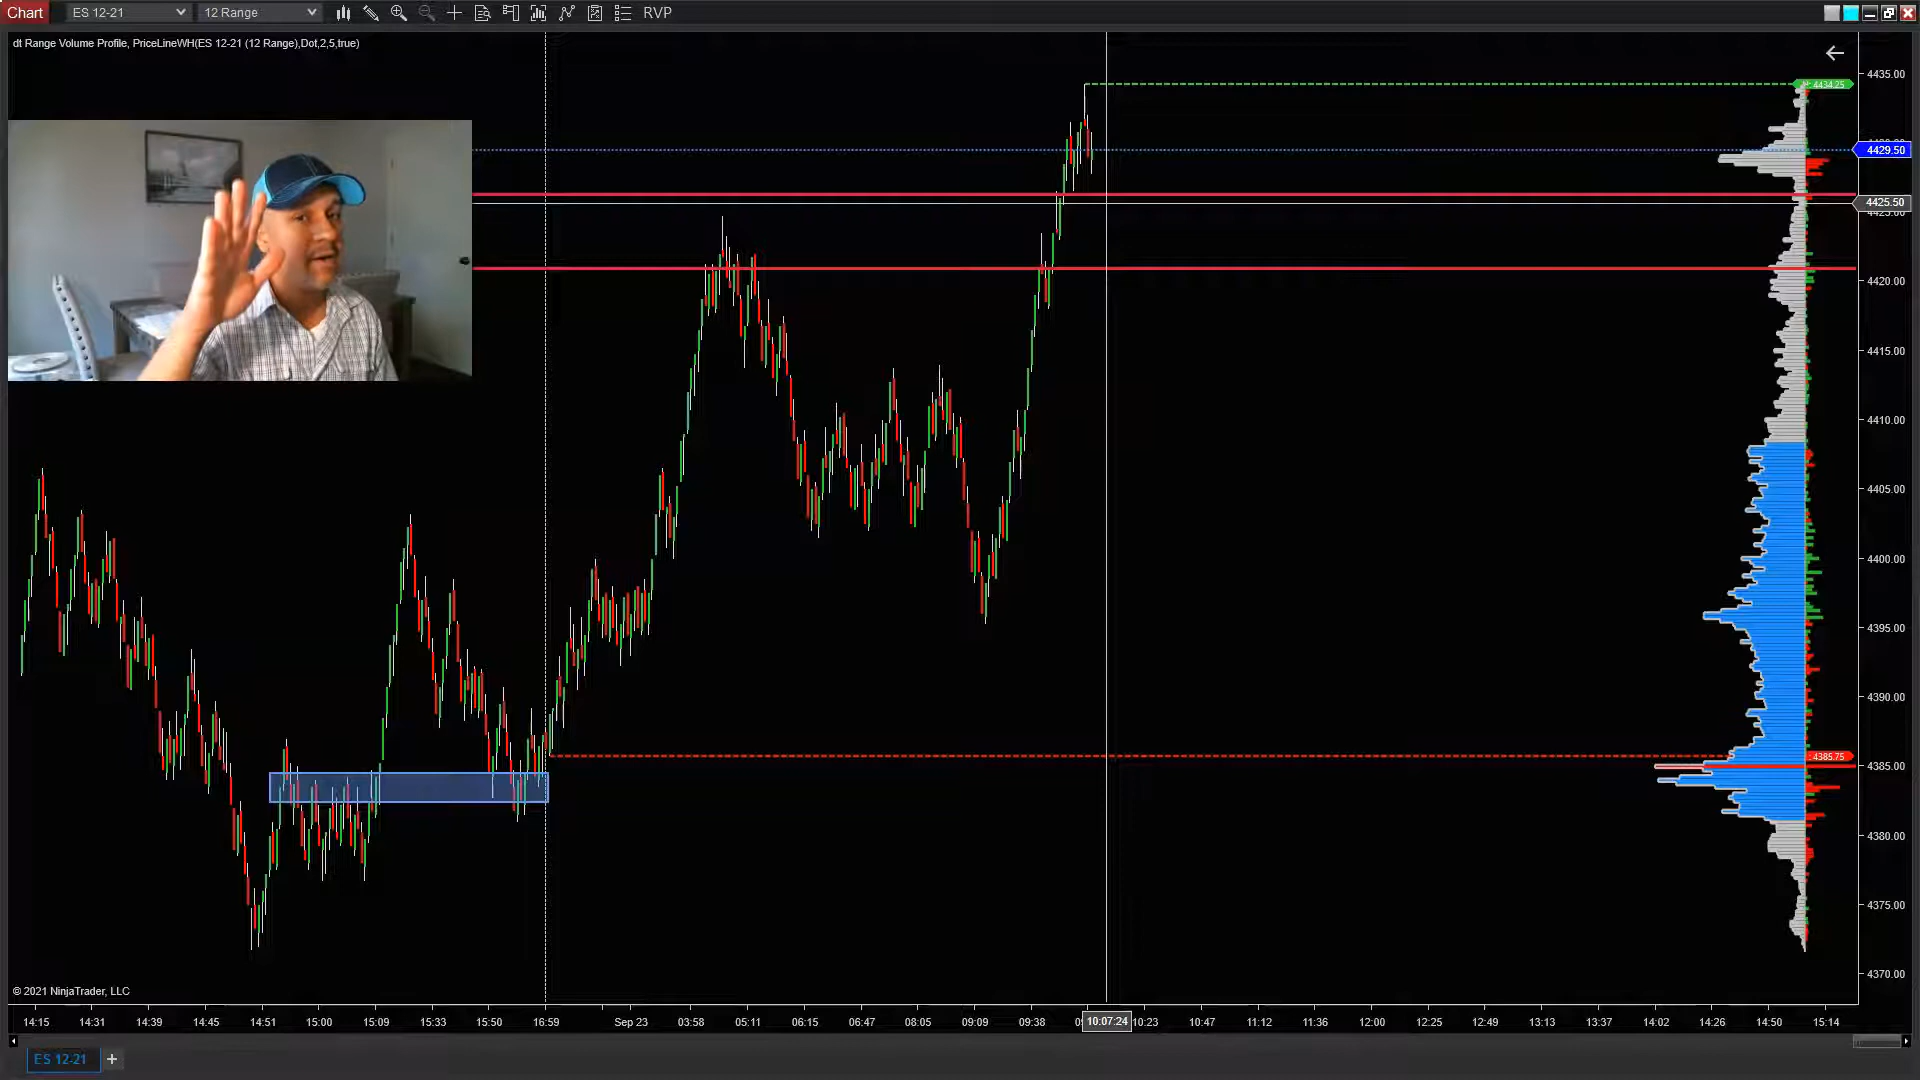 Chart
ES 12-21
12 Range
RVP
dt Range Volume Profile, PriceLineWH(ES 12-21 (12 Range),Dot,2,5,true)
4435.00
4434.25
4429.50
4425.50
4420.00
4415.00
4410.00
4405.00
4400.00
4395.00
4390.00
4385.75
4385.00
4380.00
4375.00
4370.00
© 2021 NinjaTrader, LLC
14:15 14:31 14:39 14:45 14:51 15:00 15:09 15:33 15:50 16:59 Sep 23 03:58 05:11 06:15 06:47 08:05 09:09 09:38 10:07:24 10:23 10:47 11:12 11:36 12:00 12:25 12:49 13:13 13:37 14:02 14:26 14:50 15:14
ES 12-21 +